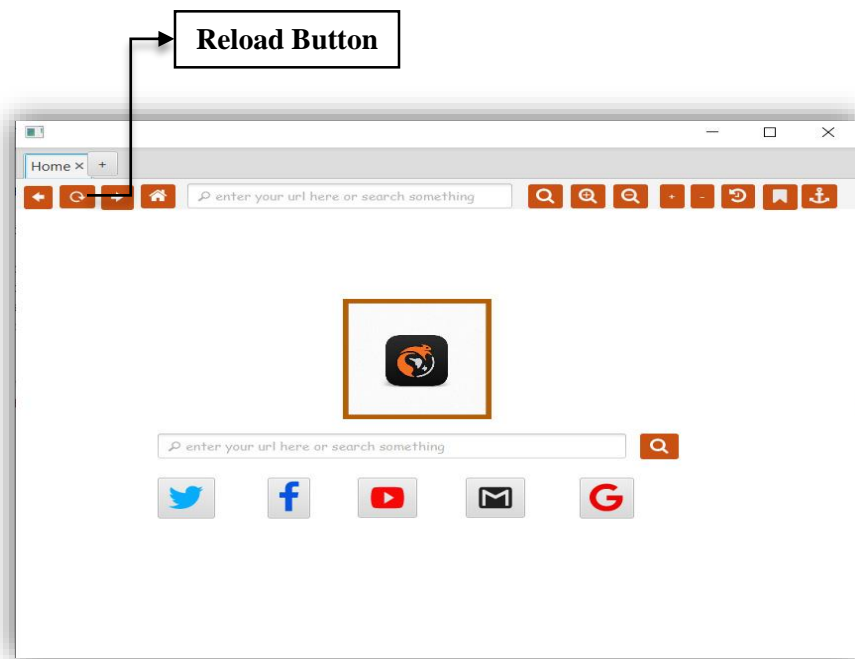 Reload Button
Home × +
enter your url here or search something
+ -
enter your url here or search something
f G